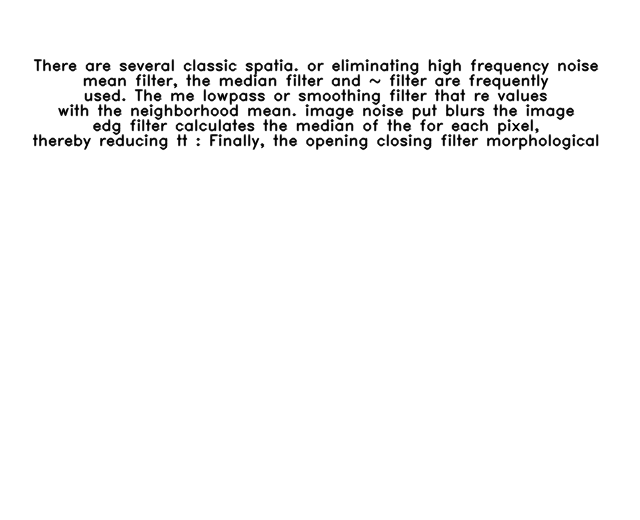 There are several classic spatia. or eliminating high frequency noise
mean filter, the median filter and ~ filter are frequently
used. The me lowpass or smoothing filter that re values
with the neighborhood mean. image noise put blurs the image
edg filter calculates the median of the for each pixel,
thereby reducing tt : Finally, the opening closing filter morphological